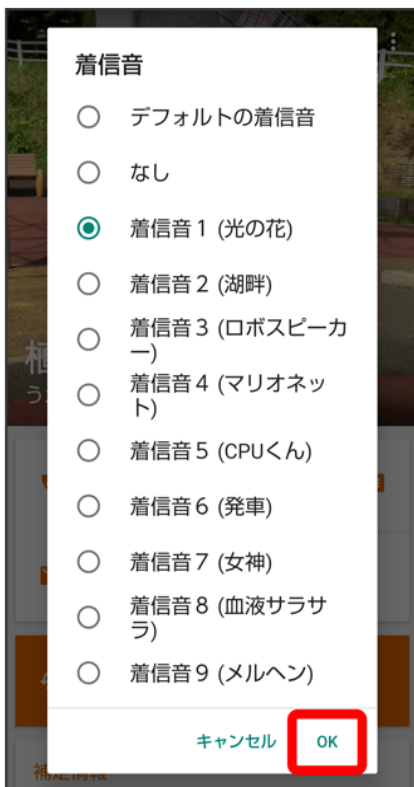 着信音
デフォルトの着信音
なし
着信音1 (光の花)
着信音2 (湖畔)
着信音3 (ロボスピーカ
ー)
着信音4 (マリオネッ
ト)
着信音5 (CPUくん)
着信音6 (発車)
着信音7 (女神)
着信音8 (血液サラサ
ラ)
着信音9 (メルヘン)
キャンセル OK
補足情報